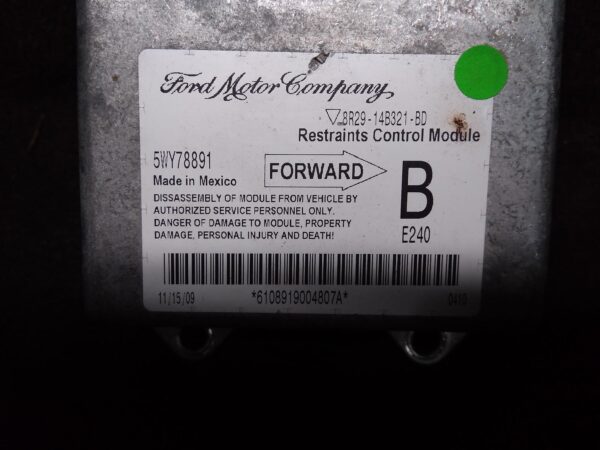 Ford Motor Company
8R29-14B321-BD
Restraints Control Module
5WY78891
Made in Mexico
FORWARD
B
E240
DISSASSEMBLY OF MODULE FROM VEHICLE BY
AUTHORIZED SERVICE PERSONNEL ONLY.
DANGER OF DAMAGE TO MODULE, PROPERTY
DAMAGE, PERSONAL INJURY AND DEATH!
11/15/09
*6108919004807A*
0410